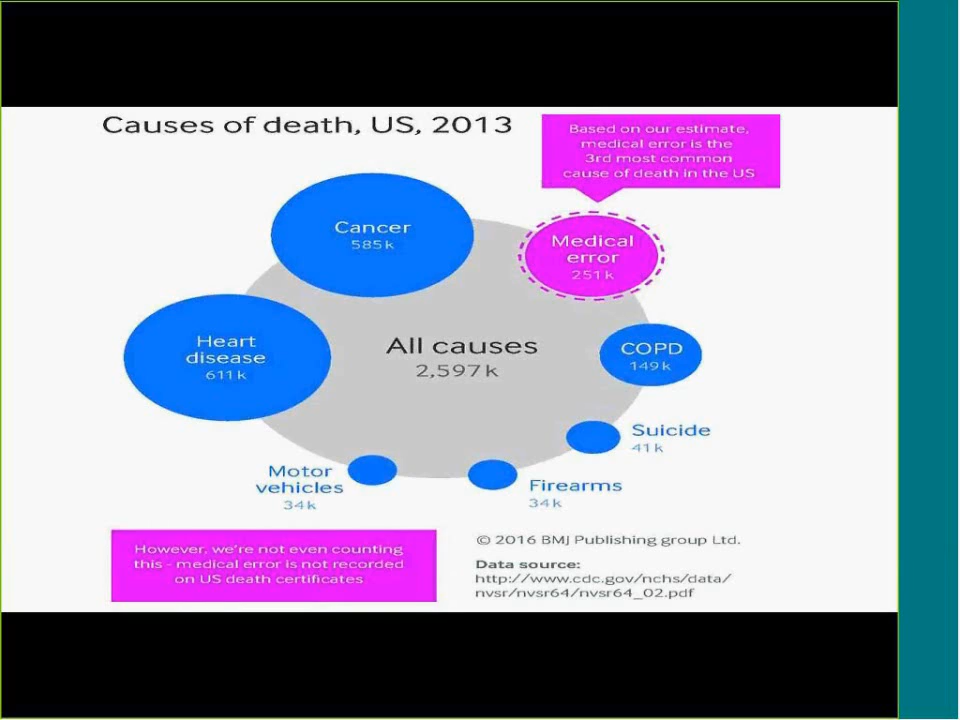 Causes of death, US, 2013
Based on our estimate,
medical error is the
3rd most common
cause of death in the US
Cancer
585k
Medical
error
251k
Heart
disease
611k
All causes
2,597k
COPD
149k
Suicide
41k
Motor
vehicles
34k
Firearms
34k
However, we're not even counting
this - medical error is not recorded
on US death certificates
© 2016 BMJ Publishing group Ltd.
Data source:
http://www.cdc.gov/nchs/data/
nvsr/nvsr64/nvsr64_02.pdf